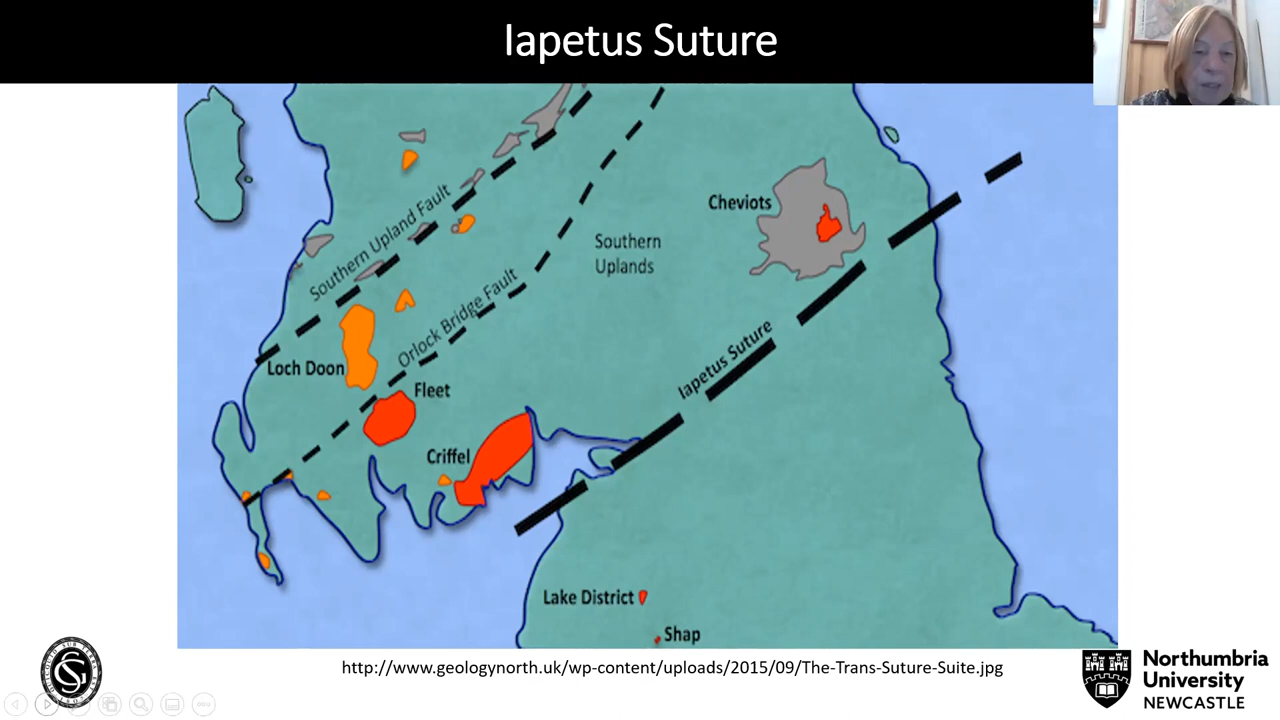 Iapetus Suture
Cheviots
Southern Upland Fault
Southern
Uplands
Orlock Bridge Fault
Iapetus Suture
Loch Doon
Fleet
Criffel
Lake District
Shap
http://www.geologynorth.uk/wp-content/uploads/2015/09/The-Trans-Suture-Suite.jpg
Northumbria
University
NEWCASTLE